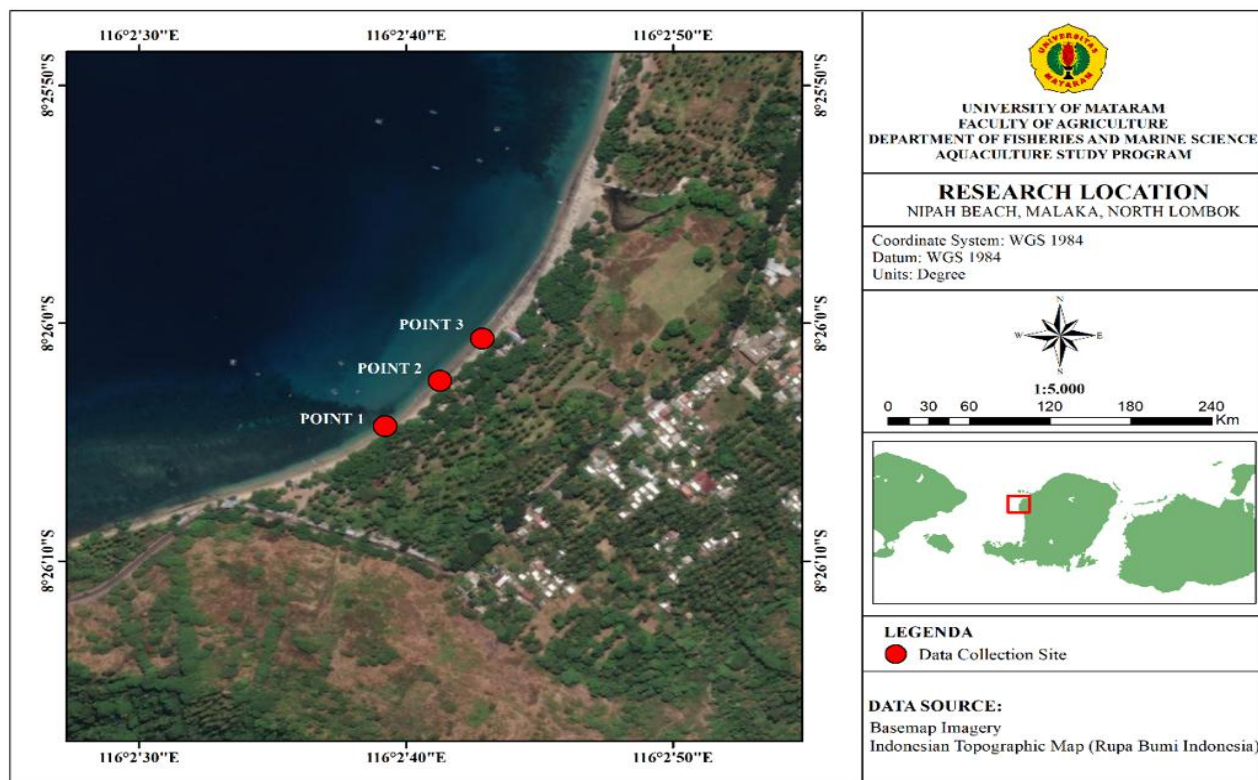 116°2'30"E
116°2'40"E
116°2'50"E
8°25'50"S
8°25'50"S
8°26'0"S
8°26'0"S
8°26'10"S
8°26'10"S
POINT 3
POINT 2
POINT 1
116°2'30"E
116°2'40"E
116°2'50"E
UNIVERSITAS
MATARAM
UNIVERSITY OF MATARAM
FACULTY OF AGRICULTURE
DEPARTMENT OF FISHERIES AND MARINE SCIENCE
AQUACULTURE STUDY PROGRAM
RESEARCH LOCATION
NIPAH BEACH, MALAKA, NORTH LOMBOK
Coordinate System: WGS 1984
Datum: WGS 1984
Units: Degree
N
W
E
S
1:5.000
0 30 60 120 180 240
Km
LEGENDA
Data Collection Site
DATA SOURCE:
Basemap Imagery
Indonesian Topographic Map (Rupa Bumi Indonesia)